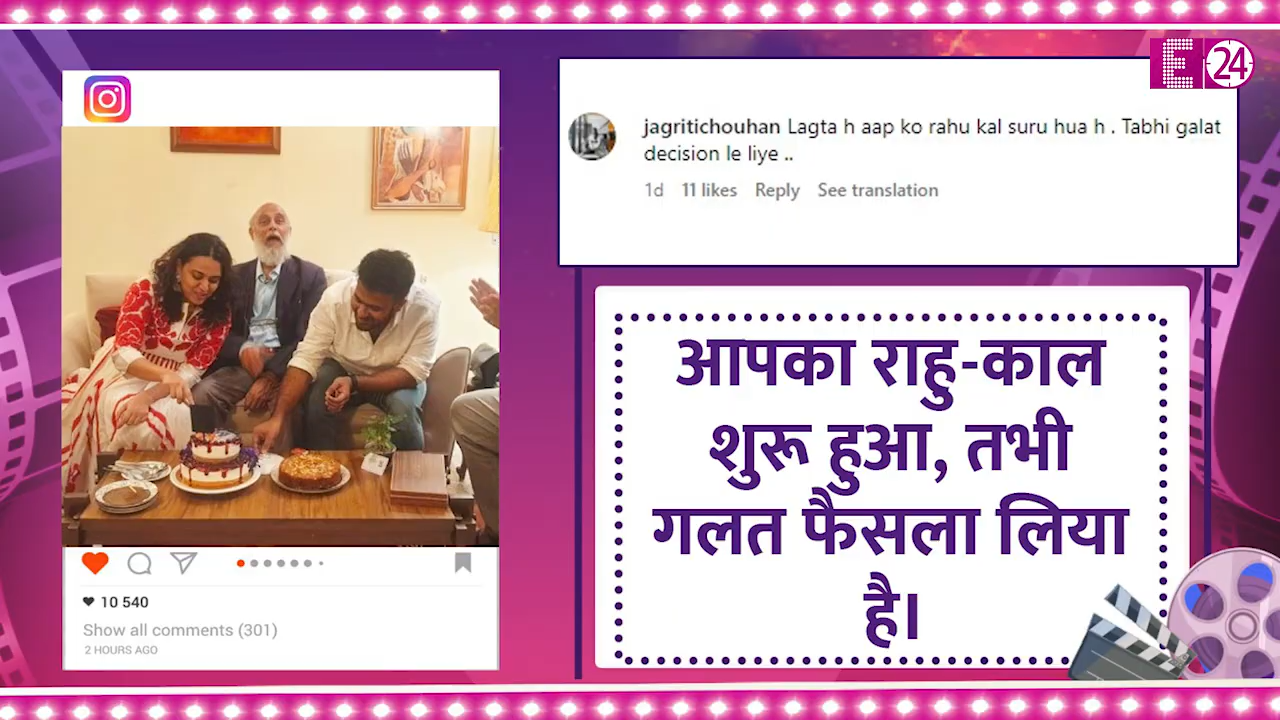 E 24
jagritichouhan Lagta h aap ko rahu kal suru hua h . Tabhi galat
decision le liye ..
1d 11 likes Reply See translation
आपका राहु-काल
शुरू हुआ, तभी
गलत फैसला लिया
है।
10 540
Show all comments (301)
2 HOURS AGO